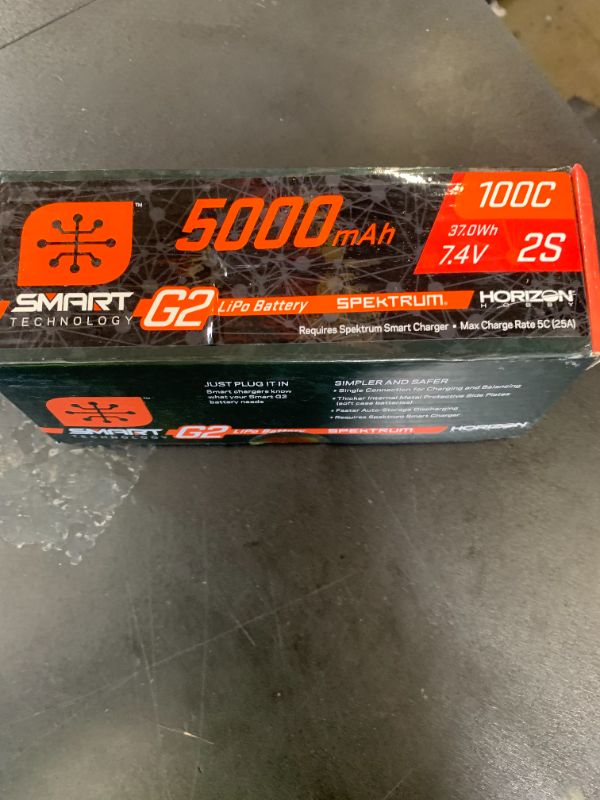 5000mAh
100C
37.0Wh
7.4V 2S
SMART
TECHNOLOGY
G2 LiPo Battery
SPEKTRUM®
HORIZON
HOBBY
Requires Spektrum Smart Charger • Max Charge Rate 5C (25A)
JUST PLUG IT IN
Smart chargers know
what your Smart G2
battery needs
SIMPLER AND SAFER
• Single Connection for Charging and Balancing
• Thicker Internal Metal Protective Side Plates
(soft case batteries)
• Faster Auto-Storage Discharging
• Requires Spektrum Smart Charger
SMART
TECHNOLOGY
G2 LiPo Battery
SPEKTRUM
HORIZON